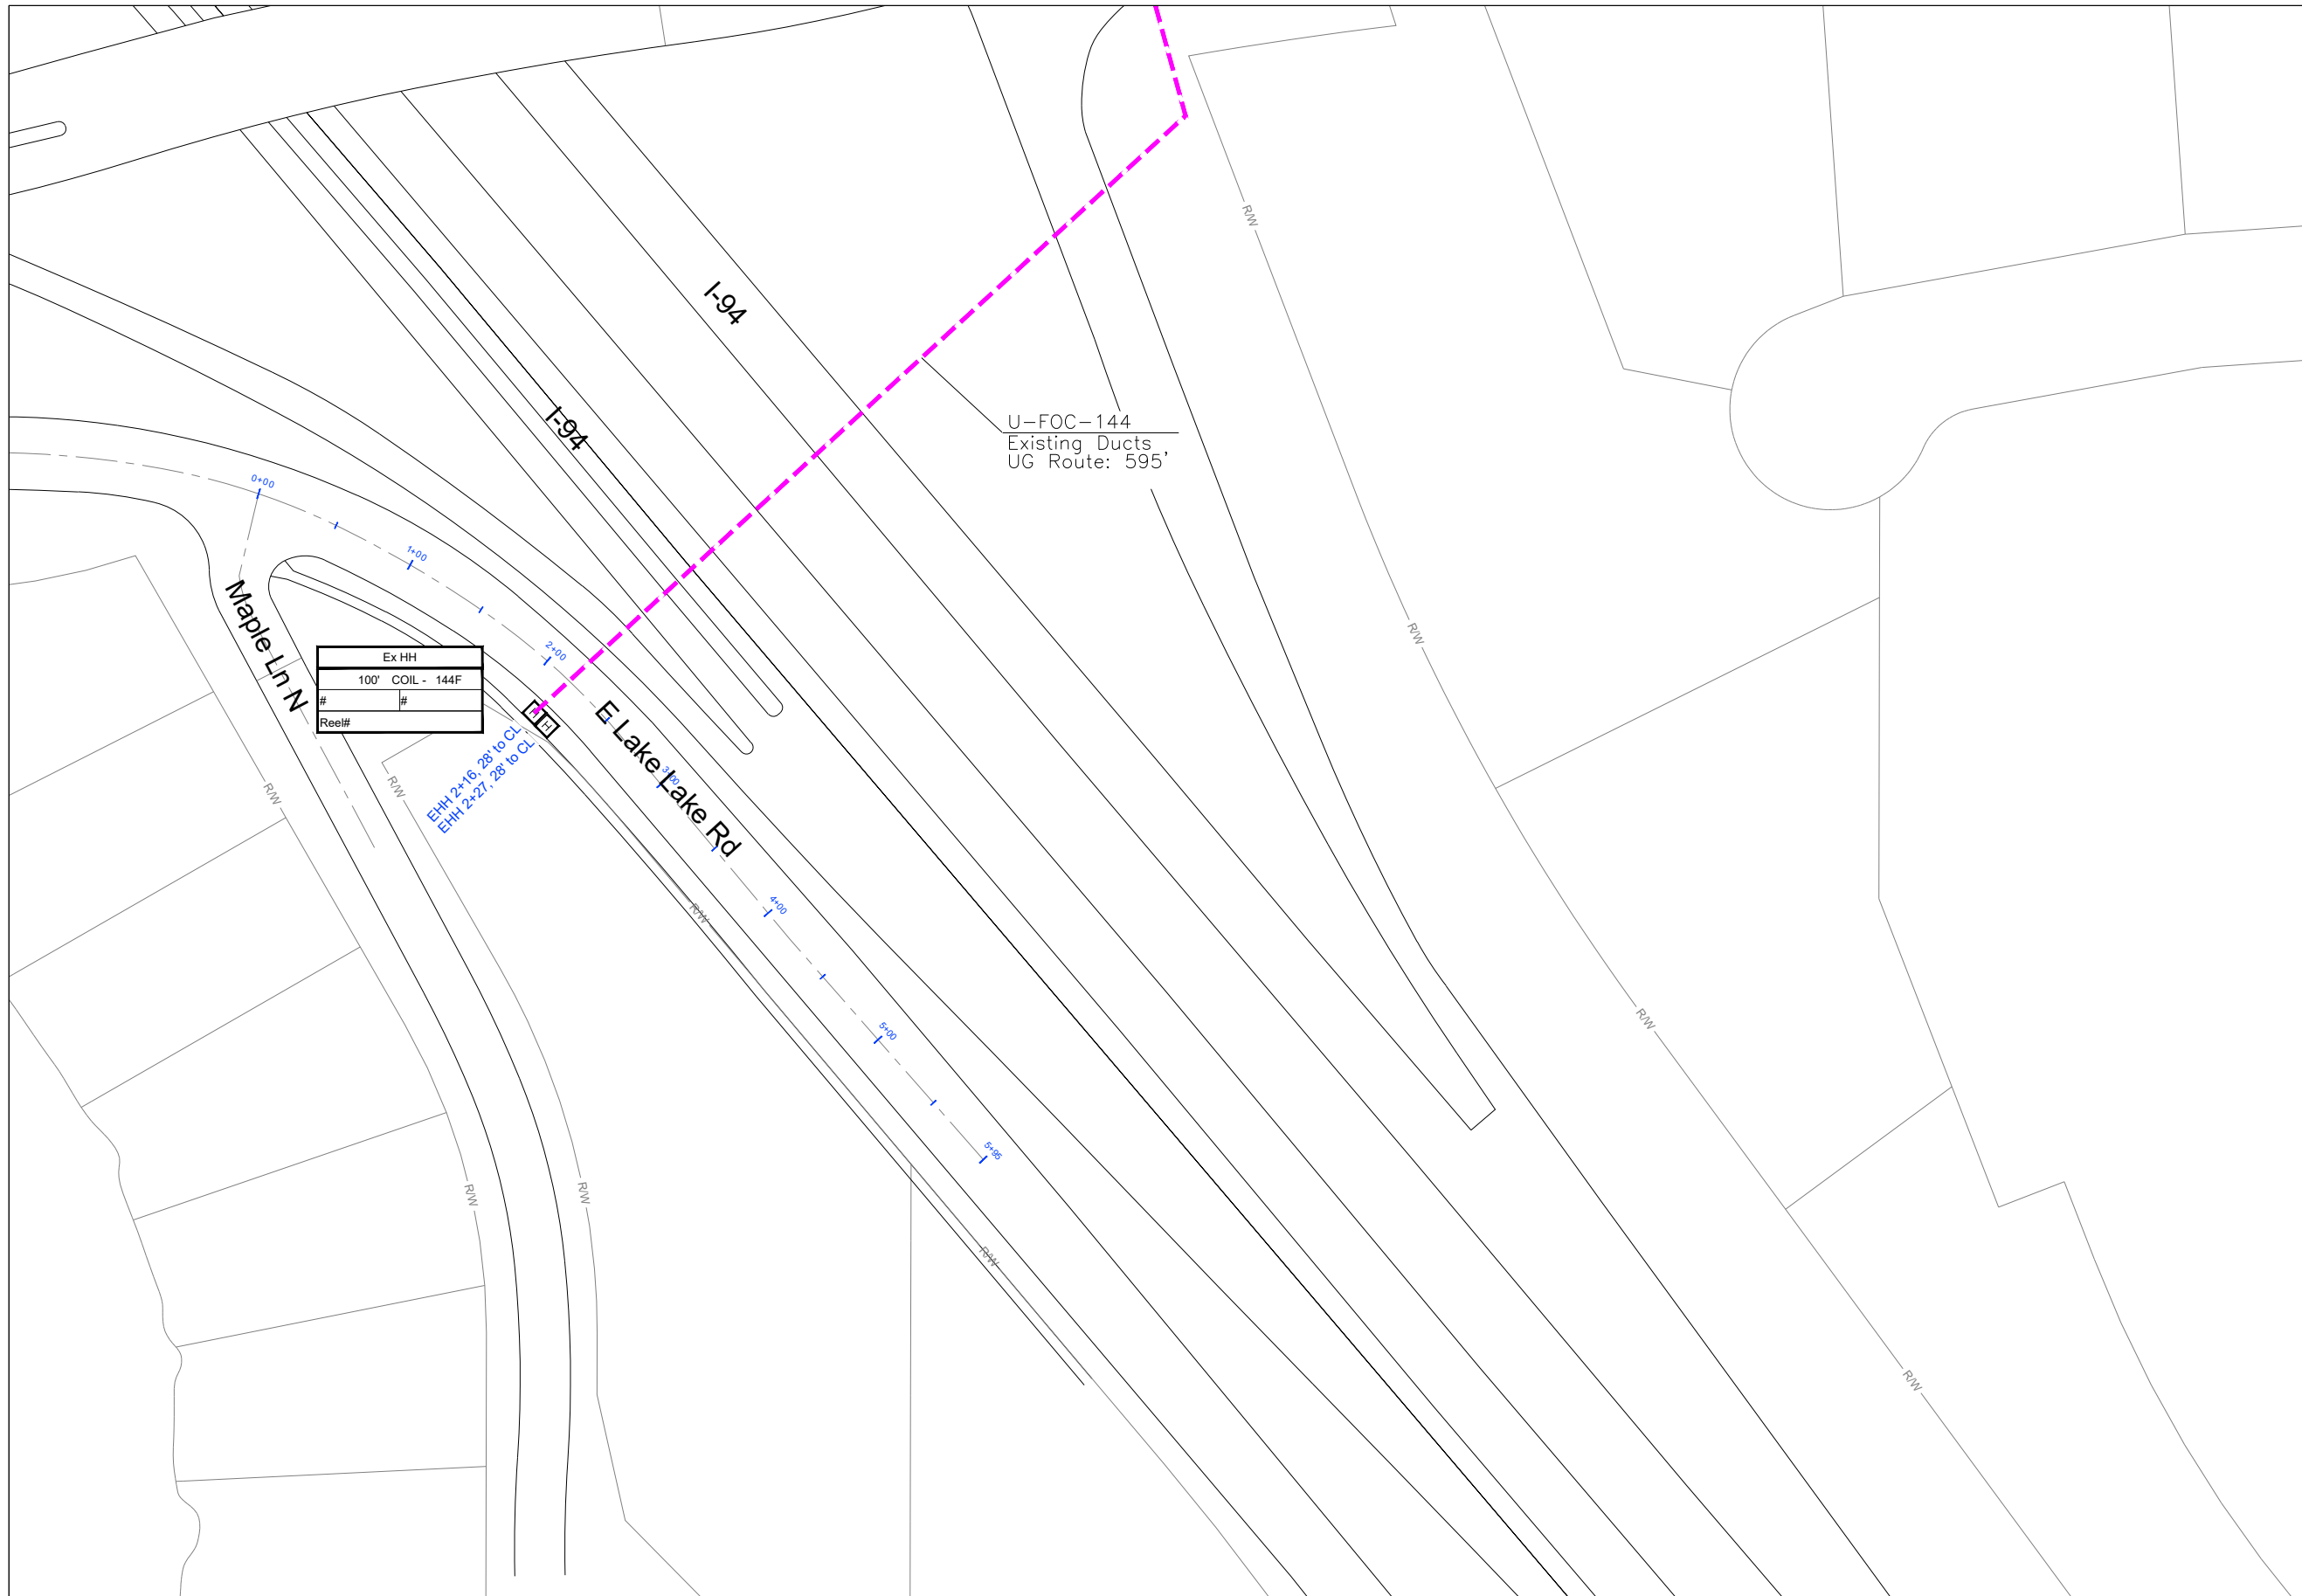 I-94
I-94
U-FOC-144
Existing Ducts
UG Route: 595'
0+00
1+00
2+00
3+00
4+00
5+00
5+95
Maple Ln N
E Lake Lake Rd
Ex HH
100' COIL - 144F
# #
Reel#
H
H
EHH 2+16, 28' to CL
EHH 2+27, 28' to CL
R/W
R/W
R/W
R/W
R/W
R/W
R/W
R/W
R/W
R/W